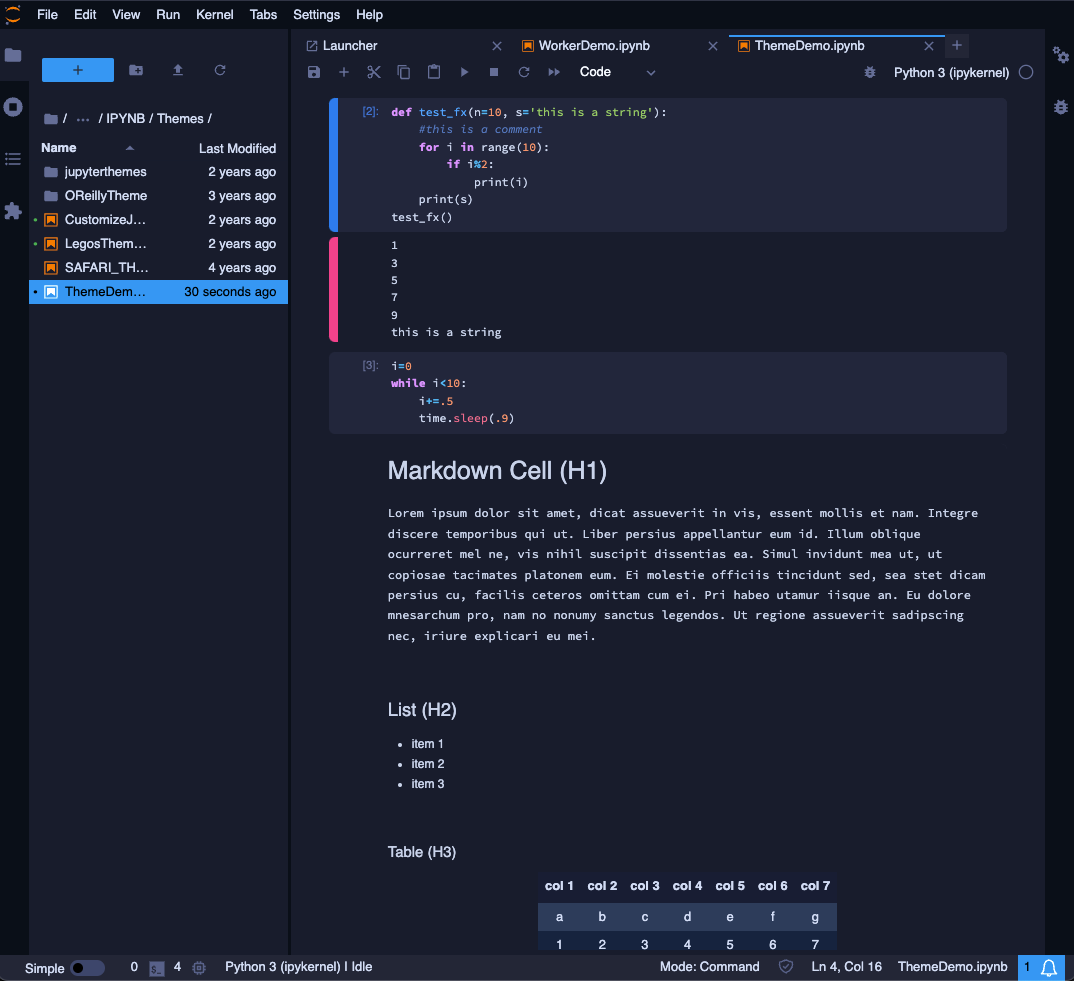 File Edit View Run Kernel Tabs Settings Help
Launcher
WorkerDemo.ipynb
ThemeDemo.ipynb
Code
Python 3 (ipykernel)
/ ... / IPYNB / Themes /
Name Last Modified
jupyterthemes 2 years ago
OReillyTheme 3 years ago
CustomizeJ... 2 years ago
LegosThem... 2 years ago
SAFARI_TH... 4 years ago
ThemeDem... 30 seconds ago
[2]: def test_fx(n=10, s='this is a string'):
#this is a comment
for i in range(10):
if i%2:
print(i)
print(s)
test_fx()
1
3
5
7
9
this is a string
[3]: i=0
while i<10:
i+=.5
time.sleep(.9)
Markdown Cell (H1)
Lorem ipsum dolor sit amet, dicat assueverit in vis, essent mollis et nam. Integre
discere temporibus qui ut. Liber persius appellantur eum id. Illum oblique
ocurreret mel ne, vis nihil suscipit dissentias ea. Simul invidunt mea ut, ut
copiosae tacimates platonem eum. Ei molestie officiis tincidunt sed, sea stet dicam
persius cu, facilis ceteros omittam cum ei. Pri habeo utamur iisque an. Eu dolore
mnesarchum pro, nam no nonumy sanctus legendos. Ut regione assueverit sadipscing
nec, iriure explicari eu mei.
List (H2)
• item 1
• item 2
• item 3
Table (H3)
col 1 col 2 col 3 col 4 col 5 col 6 col 7
a b c d e f g
1 2 3 4 5 6 7
Simple 0 $_ 4 Python 3 (ipykernel) | Idle Mode: Command Ln 4, Col 16 ThemeDemo.ipynb 1